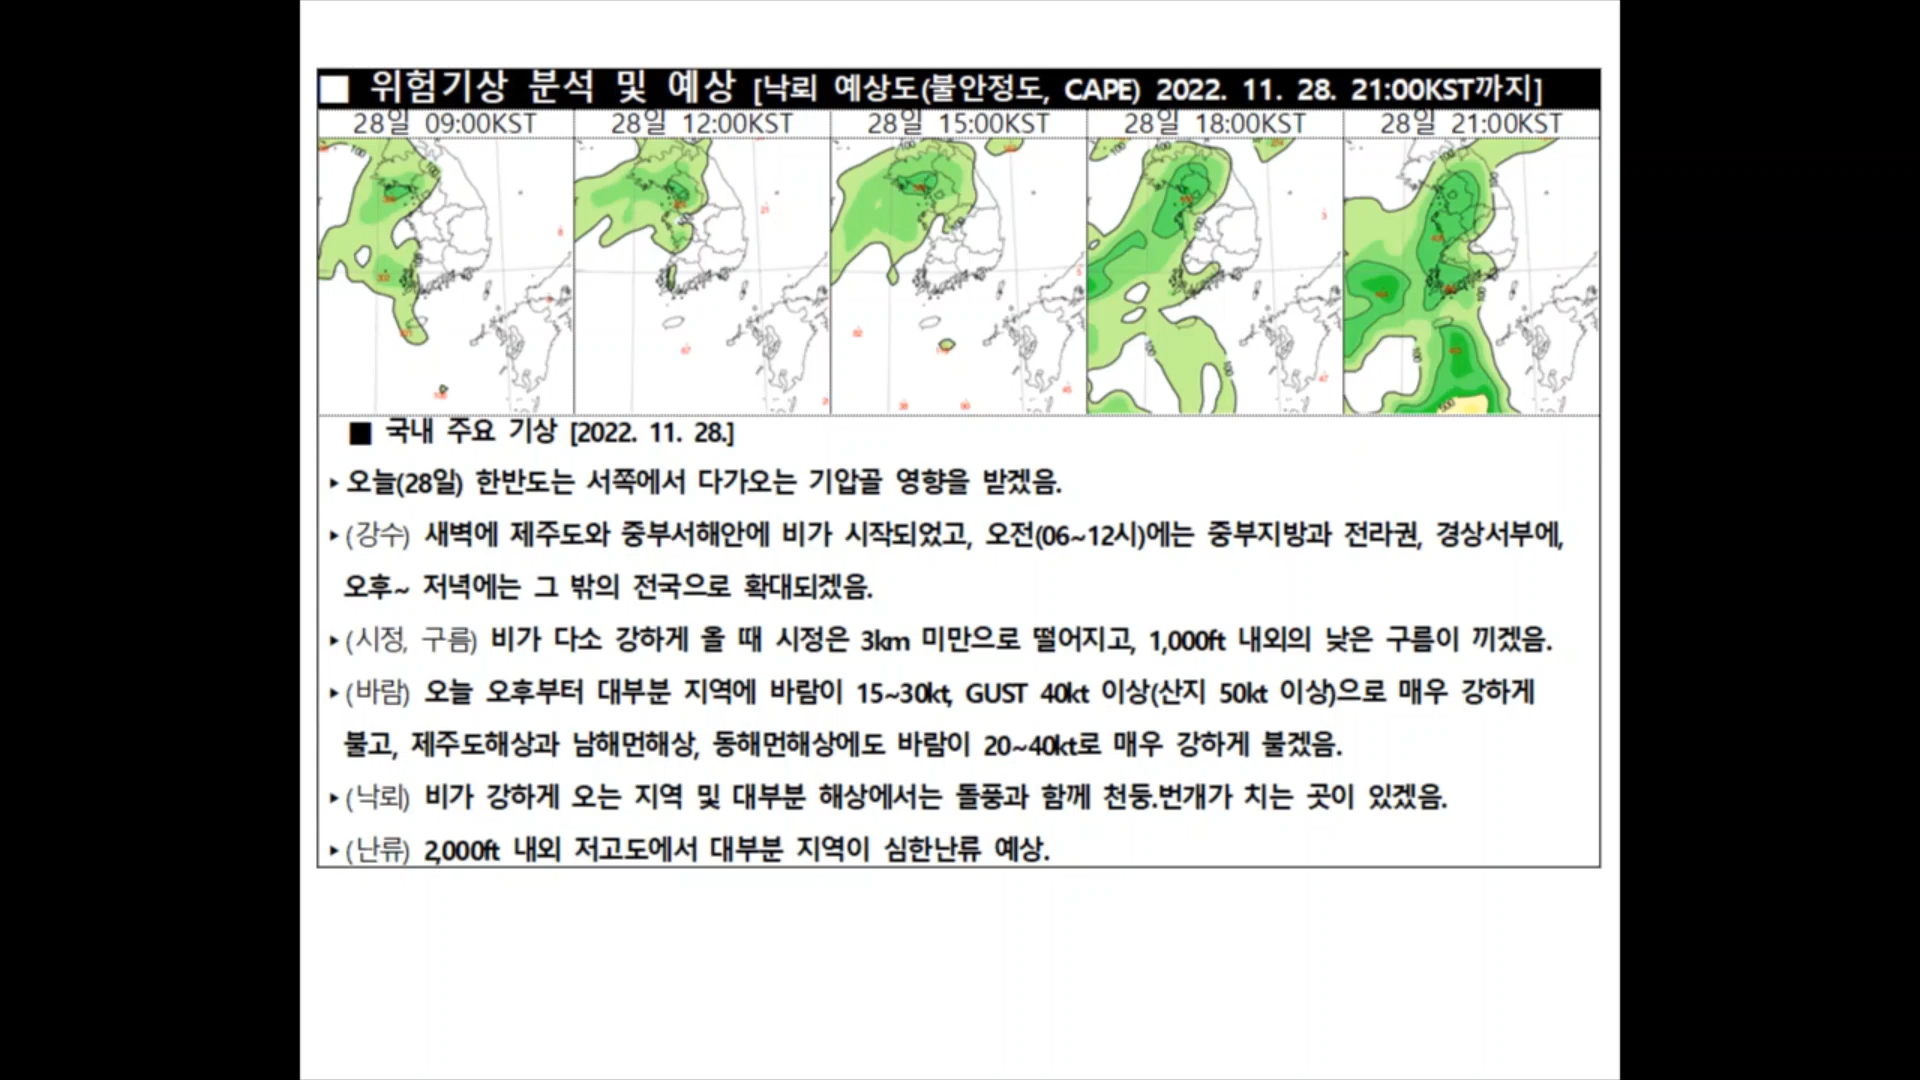 ■ 위험기상 분석 및 예상 [낙뢰 예상도(불안정도, CAPE) 2022. 11. 28. 21:00KST까지]
28일 09:00KST 28일 12:00KST 28일 15:00KST 28일 18:00KST 28일 21:00KST
■ 국내 주요 기상 [2022. 11. 28.]
▸오늘(28일) 한반도는 서쪽에서 다가오는 기압골 영향을 받겠음.
▸(강수) 새벽에 제주도와 중부서해안에 비가 시작되었고, 오전(06~12시)에는 중부지방과 전라권, 경상서부에,
오후~ 저녁에는 그 밖의 전국으로 확대되겠음.
▸(시정, 구름) 비가 다소 강하게 올 때 시정은 3km 미만으로 떨어지고, 1,000ft 내외의 낮은 구름이 끼겠음.
▸(바람) 오늘 오후부터 대부분 지역에 바람이 15~30kt, GUST 40kt 이상(산지 50kt 이상)으로 매우 강하게
불고, 제주도해상과 남해먼해상, 동해먼해상에도 바람이 20~40kt로 매우 강하게 불겠음.
▸(낙뢰) 비가 강하게 오는 지역 및 대부분 해상에서는 돌풍과 함께 천둥.번개가 치는 곳이 있겠음.
▸(난류) 2,000ft 내외 저고도에서 대부분 지역이 심한난류 예상.